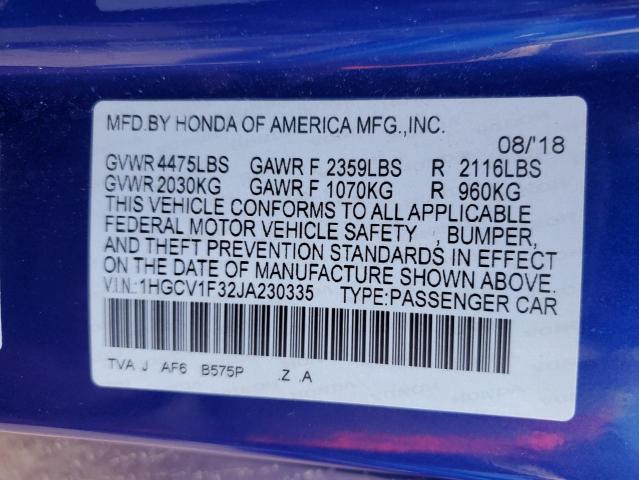 MFD.BY HONDA OF AMERICA MFG.,INC.
08/'18
GVWR 4475LBS GAWR F 2359LBS R 2116LBS
GVWR 2030KG GAWR F 1070KG R 960KG
THIS VEHICLE CONFORMS TO ALL APPLICABLE
FEDERAL MOTOR VEHICLE SAFETY , BUMPER,
AND THEFT PREVENTION STANDARDS IN EFFECT
ON THE DATE OF MANUFACTURE SHOWN ABOVE.
V.I.N.:1HGCV1F32JA230335 TYPE:PASSENGER CAR
TVA J AF6 B575P .Z .A